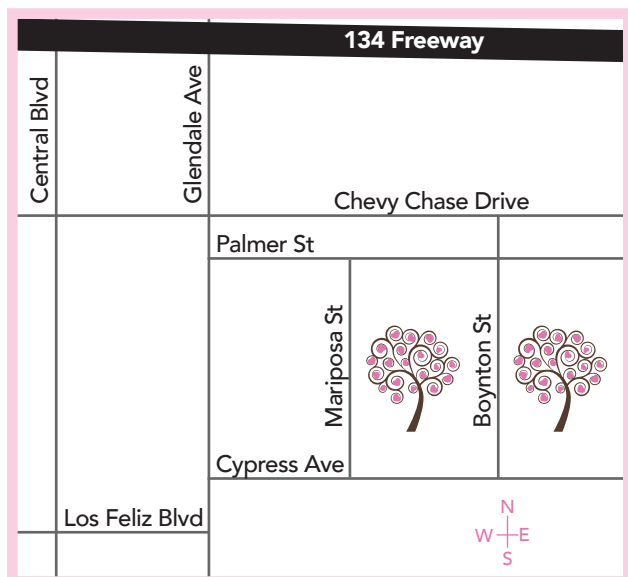 134 Freeway
Central Blvd
Glendale Ave
Chevy Chase Drive
Palmer St
Mariposa St
Boynton St
Cypress Ave
Los Feliz Blvd
N
W E
S